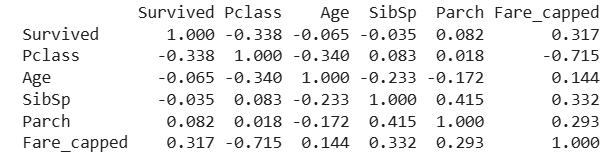 Survived Pclass Age SibSp Parch Fare_capped
Survived 1.000 -0.338 -0.065 -0.035 0.082 0.317
Pclass -0.338 1.000 -0.340 0.083 0.018 -0.715
Age -0.065 -0.340 1.000 -0.233 -0.172 0.144
SibSp -0.035 0.083 -0.233 1.000 0.415 0.332
Parch 0.082 0.018 -0.172 0.415 1.000 0.293
Fare_capped 0.317 -0.715 0.144 0.332 0.293 1.000